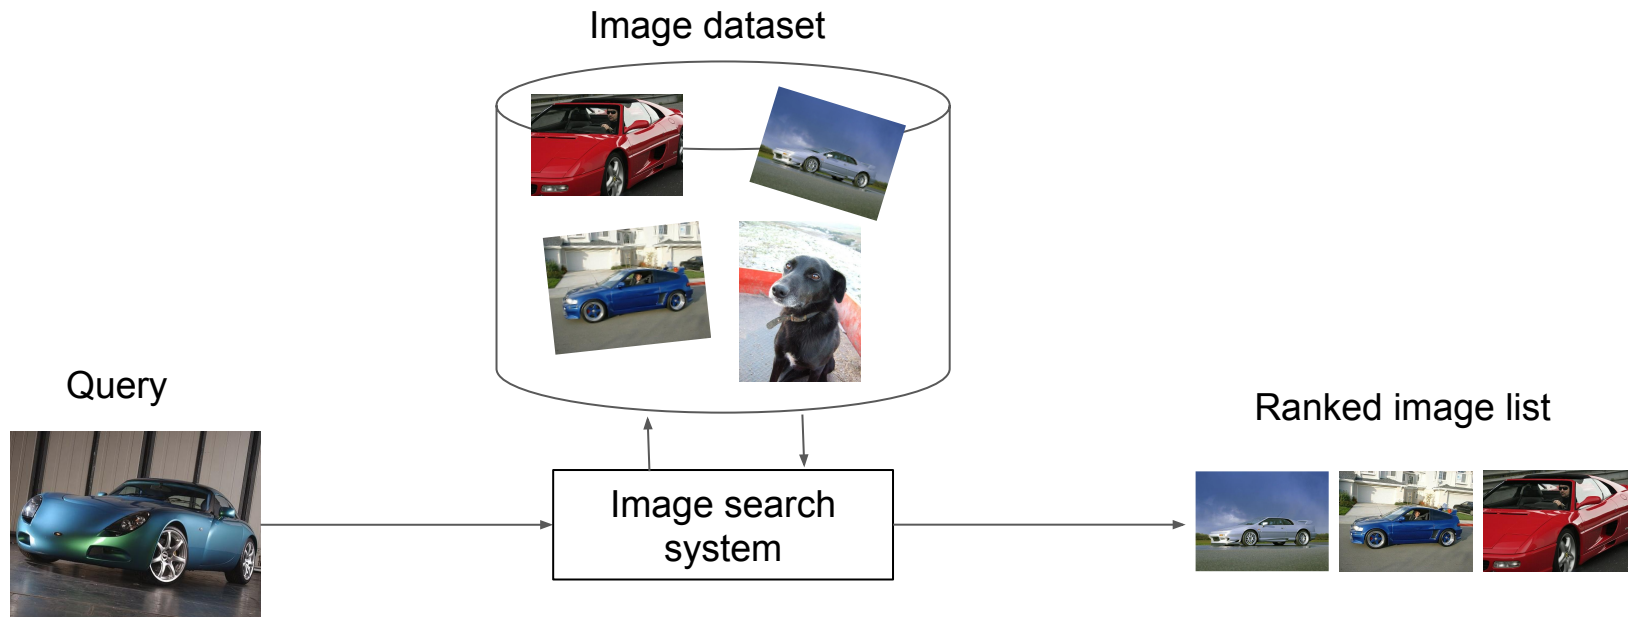 Image dataset
Query
Ranked image list
Image search
system